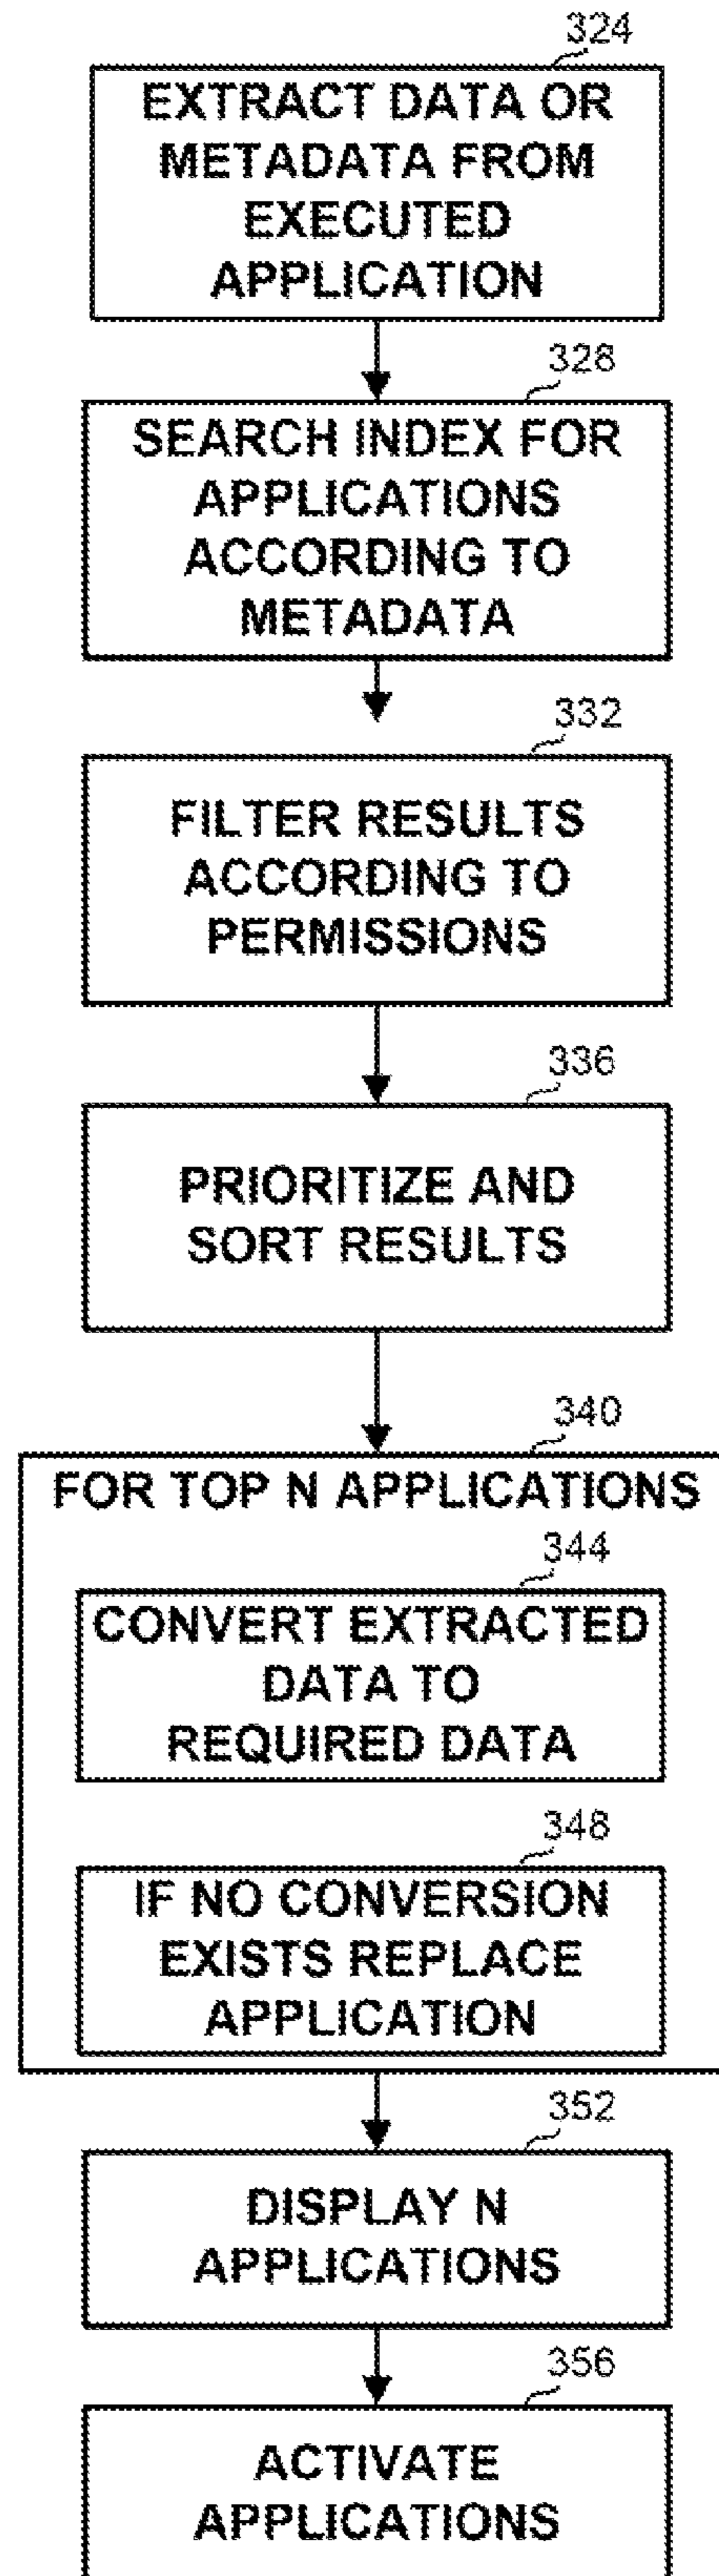 324
EXTRACT DATA OR
METADATA FROM
EXECUTED
APPLICATION
328
SEARCH INDEX FOR
APPLICATIONS
ACCORDING TO
METADATA
332
FILTER RESULTS
ACCORDING TO
PERMISSIONS
336
PRIORITIZE AND
SORT RESULTS
340
FOR TOP N APPLICATIONS
344
CONVERT EXTRACTED
DATA TO
REQUIRED DATA
348
IF NO CONVERSION
EXISTS REPLACE
APPLICATION
352
DISPLAY N
APPLICATIONS
356
ACTIVATE
APPLICATIONS